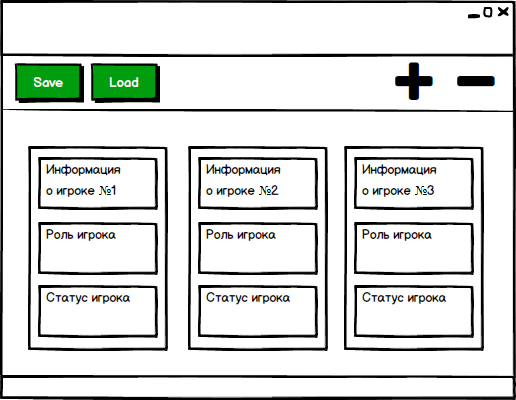 Save Load
Информация
о игроке №1
Роль игрока
Статус игрока
Информация
о игроке №2
Роль игрока
Статус игрока
Информация
о игроке №3
Роль игрока
Статус игрока